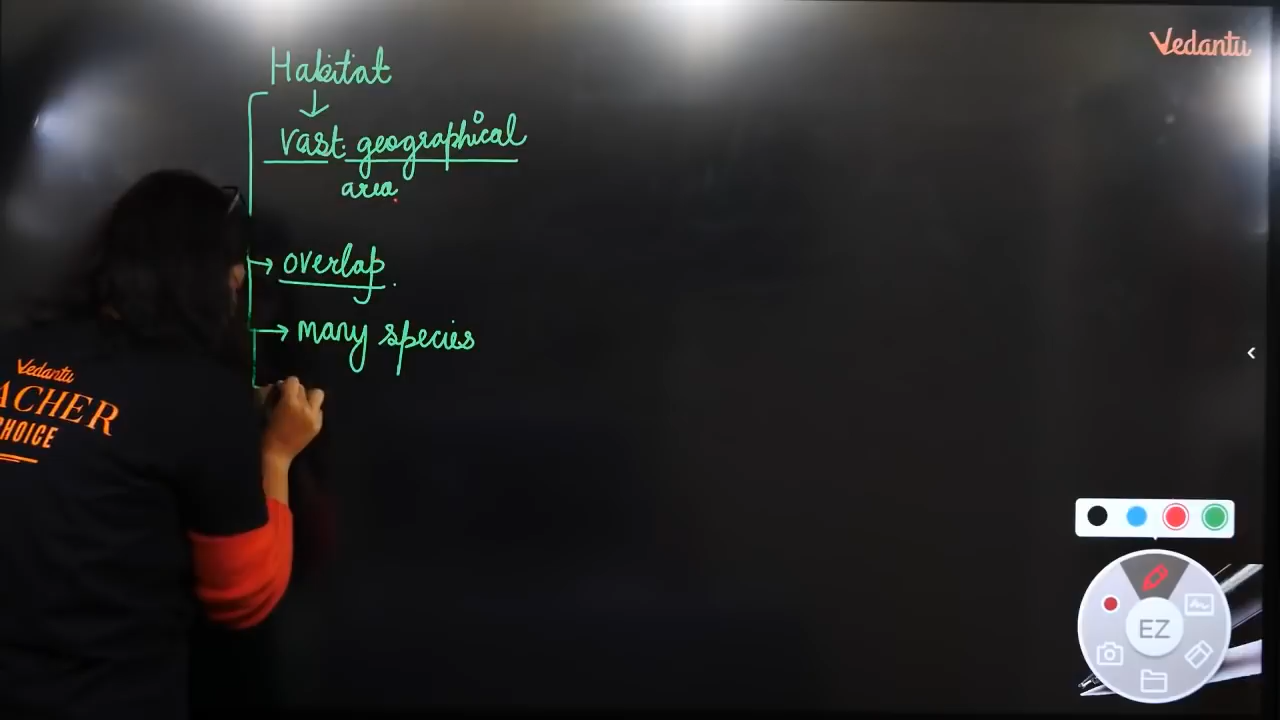 Vedantu
Habitat
vast geographical
area
overlap
many species
Vedantu
ACHER
HOICE
EZ